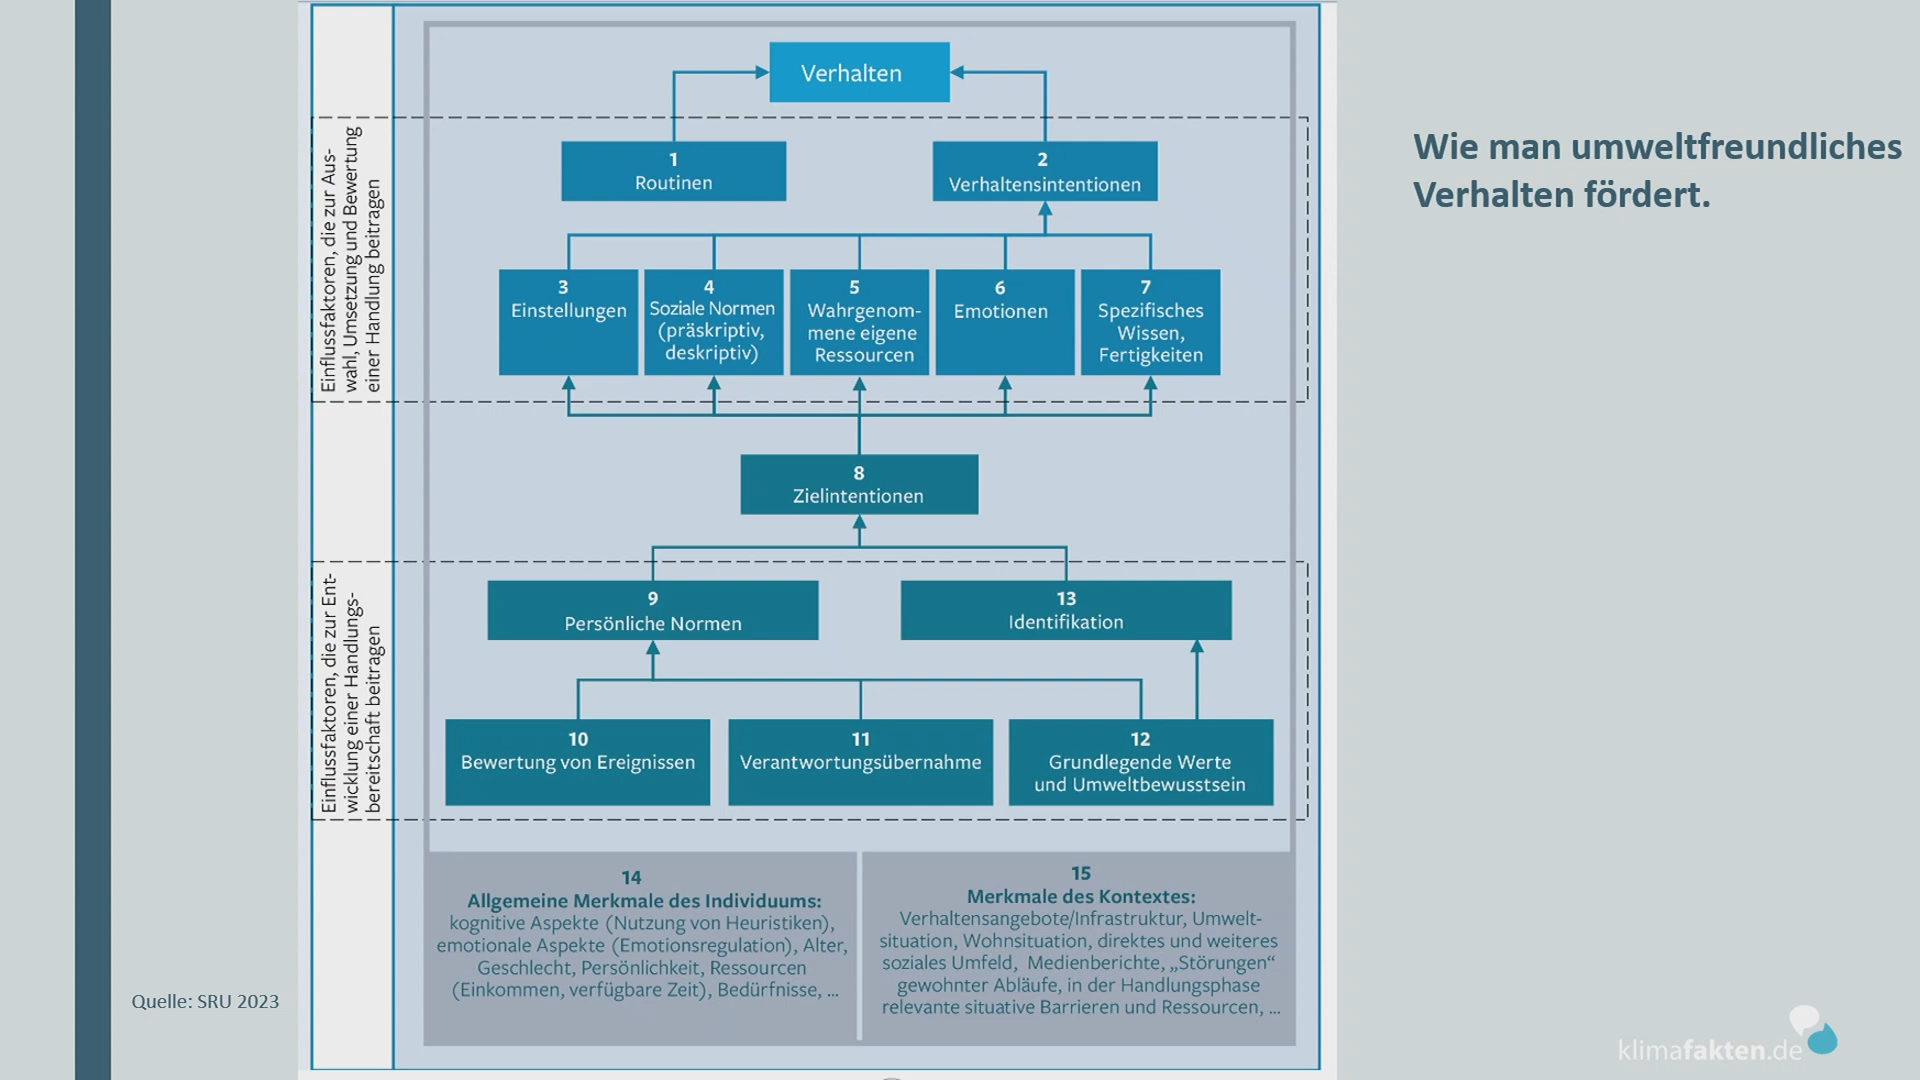 Verhalten
Einflussfaktoren, die zur Aus-
wahl, Umsetzung und Bewertung
einer Handlung beitragen
1
Routinen
2
Verhaltensintentionen
3
Einstellungen
4
Soziale Normen
(präskriptiv,
deskriptiv)
5
Wahrgenom-
mene eigene
Ressourcen
6
Emotionen
7
Spezifisches
Wissen,
Fertigkeiten
8
Zielintentionen
Einflussfaktoren, die zur Ent-
wicklung einer Handlungs-
bereitschaft beitragen
9
Persönliche Normen
13
Identifikation
10
Bewertung von Ereignissen
11
Verantwortungsübernahme
12
Grundlegende Werte
und Umweltbewusstsein
14
Allgemeine Merkmale des Individuums:
kognitive Aspekte (Nutzung von Heuristiken),
emotionale Aspekte (Emotionsregulation), Alter,
Geschlecht, Persönlichkeit, Ressourcen
(Einkommen, verfügbare Zeit), Bedürfnisse, ...
15
Merkmale des Kontextes:
Verhaltensangebote/Infrastruktur, Umwelt-
situation, Wohnsituation, direktes und weiteres
soziales Umfeld, Medienberichte, „Störungen“
gewohnter Abläufe, in der Handlungsphase
relevante situative Barrieren und Ressourcen, ...
Wie man umweltfreundliches
Verhalten fördert.
Quelle: SRU 2023
klimafakten.de